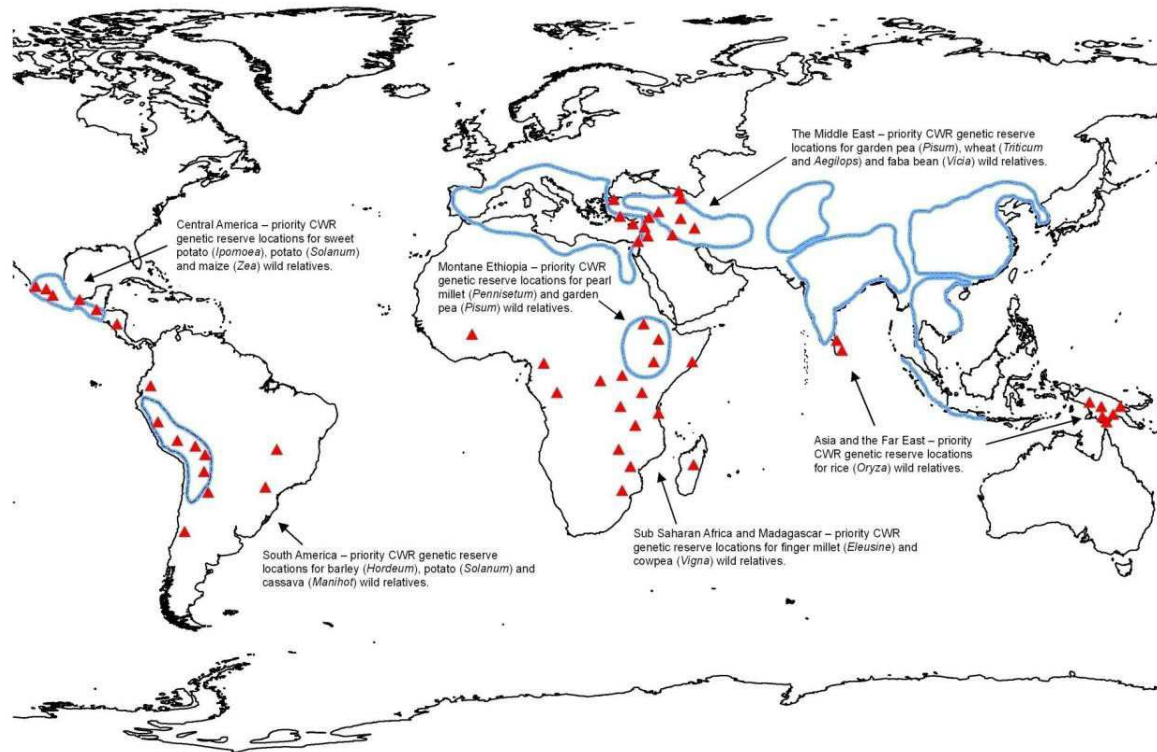 The Middle East – priority CWR genetic reserve
locations for garden pea (Pisum), wheat (Triticum
and Aegilops) and faba bean (Vicia) wild relatives.
Central America – priority CWR
genetic reserve locations for sweet
potato (Ipomoea), potato (Solanum)
and maize (Zea) wild relatives.
Montane Ethiopia – priority CWR
genetic reserve locations for pearl
millet (Pennisetum) and garden
pea (Pisum) wild relatives.
Asia and the Far East – priority
CWR genetic reserve locations
for rice (Oryza) wild relatives.
Sub Saharan Africa and Madagascar – priority CWR
genetic reserve locations for finger millet (Eleusine) and
cowpea (Vigna) wild relatives.
South America – priority CWR genetic reserve
locations for barley (Hordeum), potato (Solanum) and
cassava (Manihot) wild relatives.